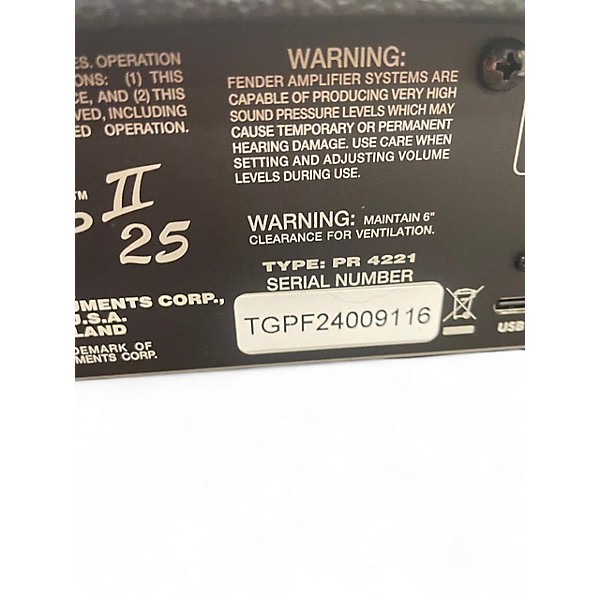 ES. OPERATION
ONS: (1) THIS
CE, AND (2) THIS
VED, INCLUDING
ED OPERATION.
™
II
25
UMENTS CORP.,
U.S.A.
LAND
DEMARK OF
MENTS CORP.
WARNING:
FENDER AMPLIFIER SYSTEMS ARE
CAPABLE OF PRODUCING VERY HIGH
SOUND PRESSURE LEVELS WHICH MAY
CAUSE TEMPORARY OR PERMANENT
HEARING DAMAGE. USE CARE WHEN
SETTING AND ADJUSTING VOLUME
LEVELS DURING USE.
WARNING: MAINTAIN 6"
CLEARANCE FOR VENTILATION.
TYPE: PR 4221
SERIAL NUMBER
TGPF24009116
USB